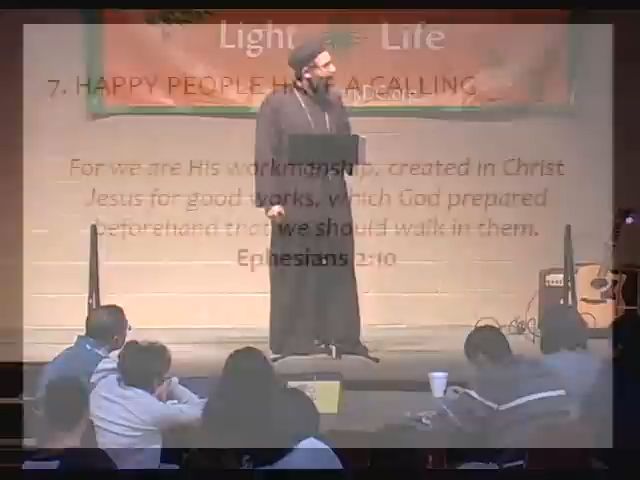 Light Life
7. HAPPY PEOPLE HAVE A CALLING
For we are His workmanship, created in Christ
Jesus for good works, which God prepared
beforehand that we should walk in them.
Ephesians 2:10